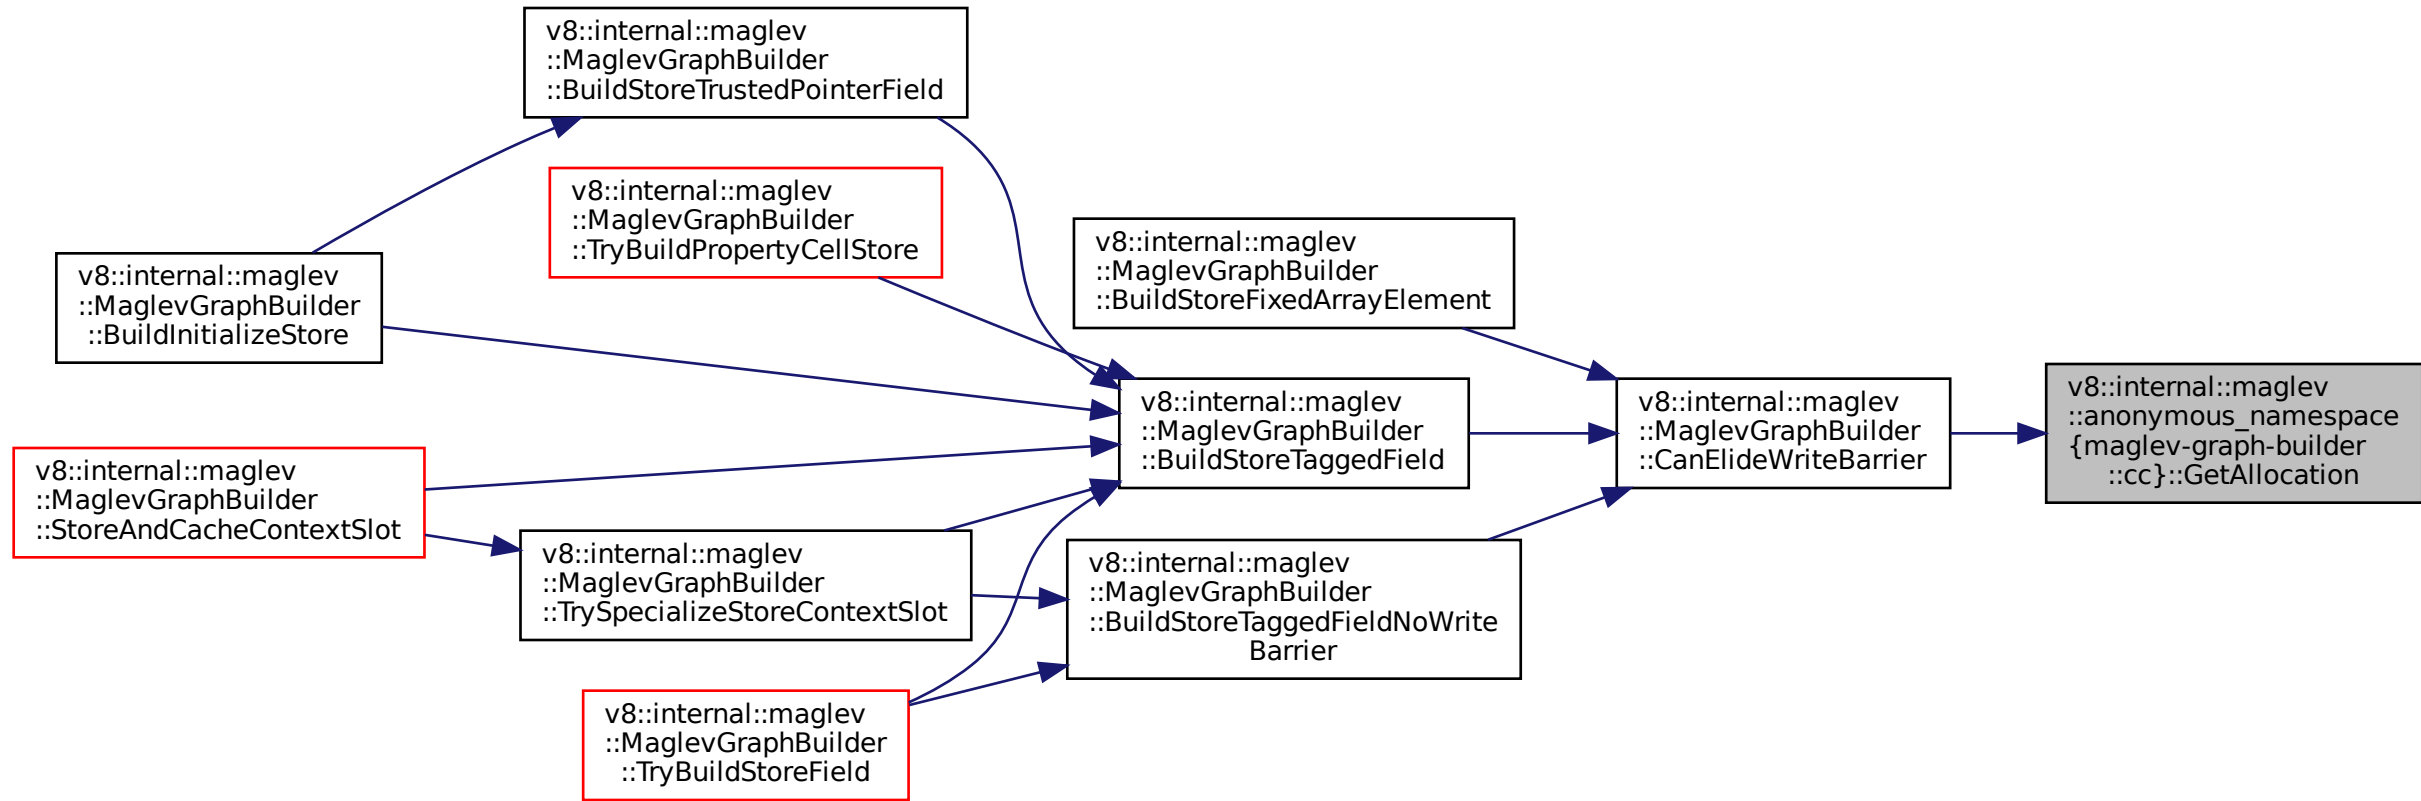 v8::internal::maglev
::MaglevGraphBuilder
::BuildStoreTrustedPointerField
v8::internal::maglev
::MaglevGraphBuilder
::TryBuildPropertyCellStore
v8::internal::maglev
::MaglevGraphBuilder
::BuildInitializeStore
v8::internal::maglev
::MaglevGraphBuilder
::BuildStoreFixedArrayElement
v8::internal::maglev
::MaglevGraphBuilder
::BuildStoreTaggedField
v8::internal::maglev
::MaglevGraphBuilder
::CanElideWriteBarrier
v8::internal::maglev
::anonymous_namespace
{maglev-graph-builder
::cc}::GetAllocation
v8::internal::maglev
::MaglevGraphBuilder
::StoreAndCacheContextSlot
v8::internal::maglev
::MaglevGraphBuilder
::TrySpecializeStoreContextSlot
v8::internal::maglev
::MaglevGraphBuilder
::BuildStoreTaggedFieldNoWrite
Barrier
v8::internal::maglev
::MaglevGraphBuilder
::TryBuildStoreField